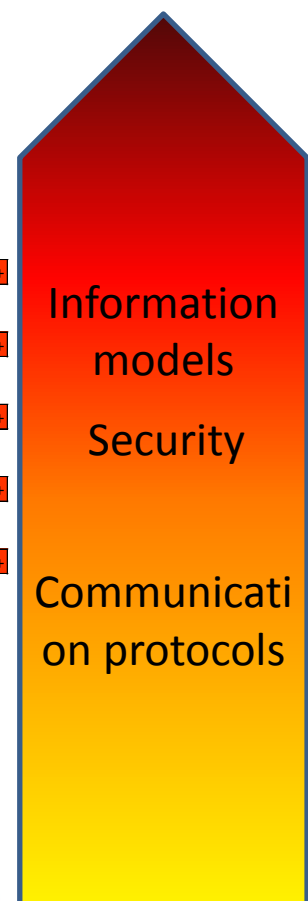 Information
models
Security
Communicati
on protocols